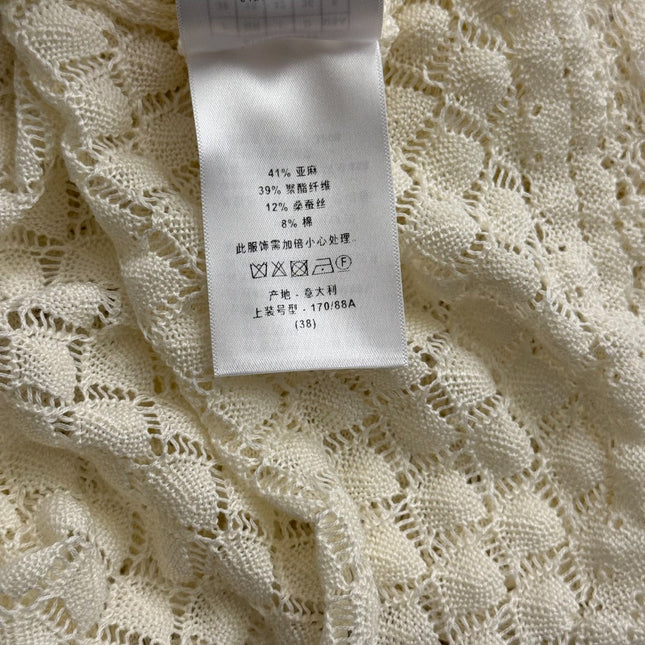 41% 亚麻
39% 聚酯纤维
12% 桑蚕丝
8% 棉
此服饰需加倍小心处理.
P
产地 - 意大利
上装号型 - 170/88A
(38)